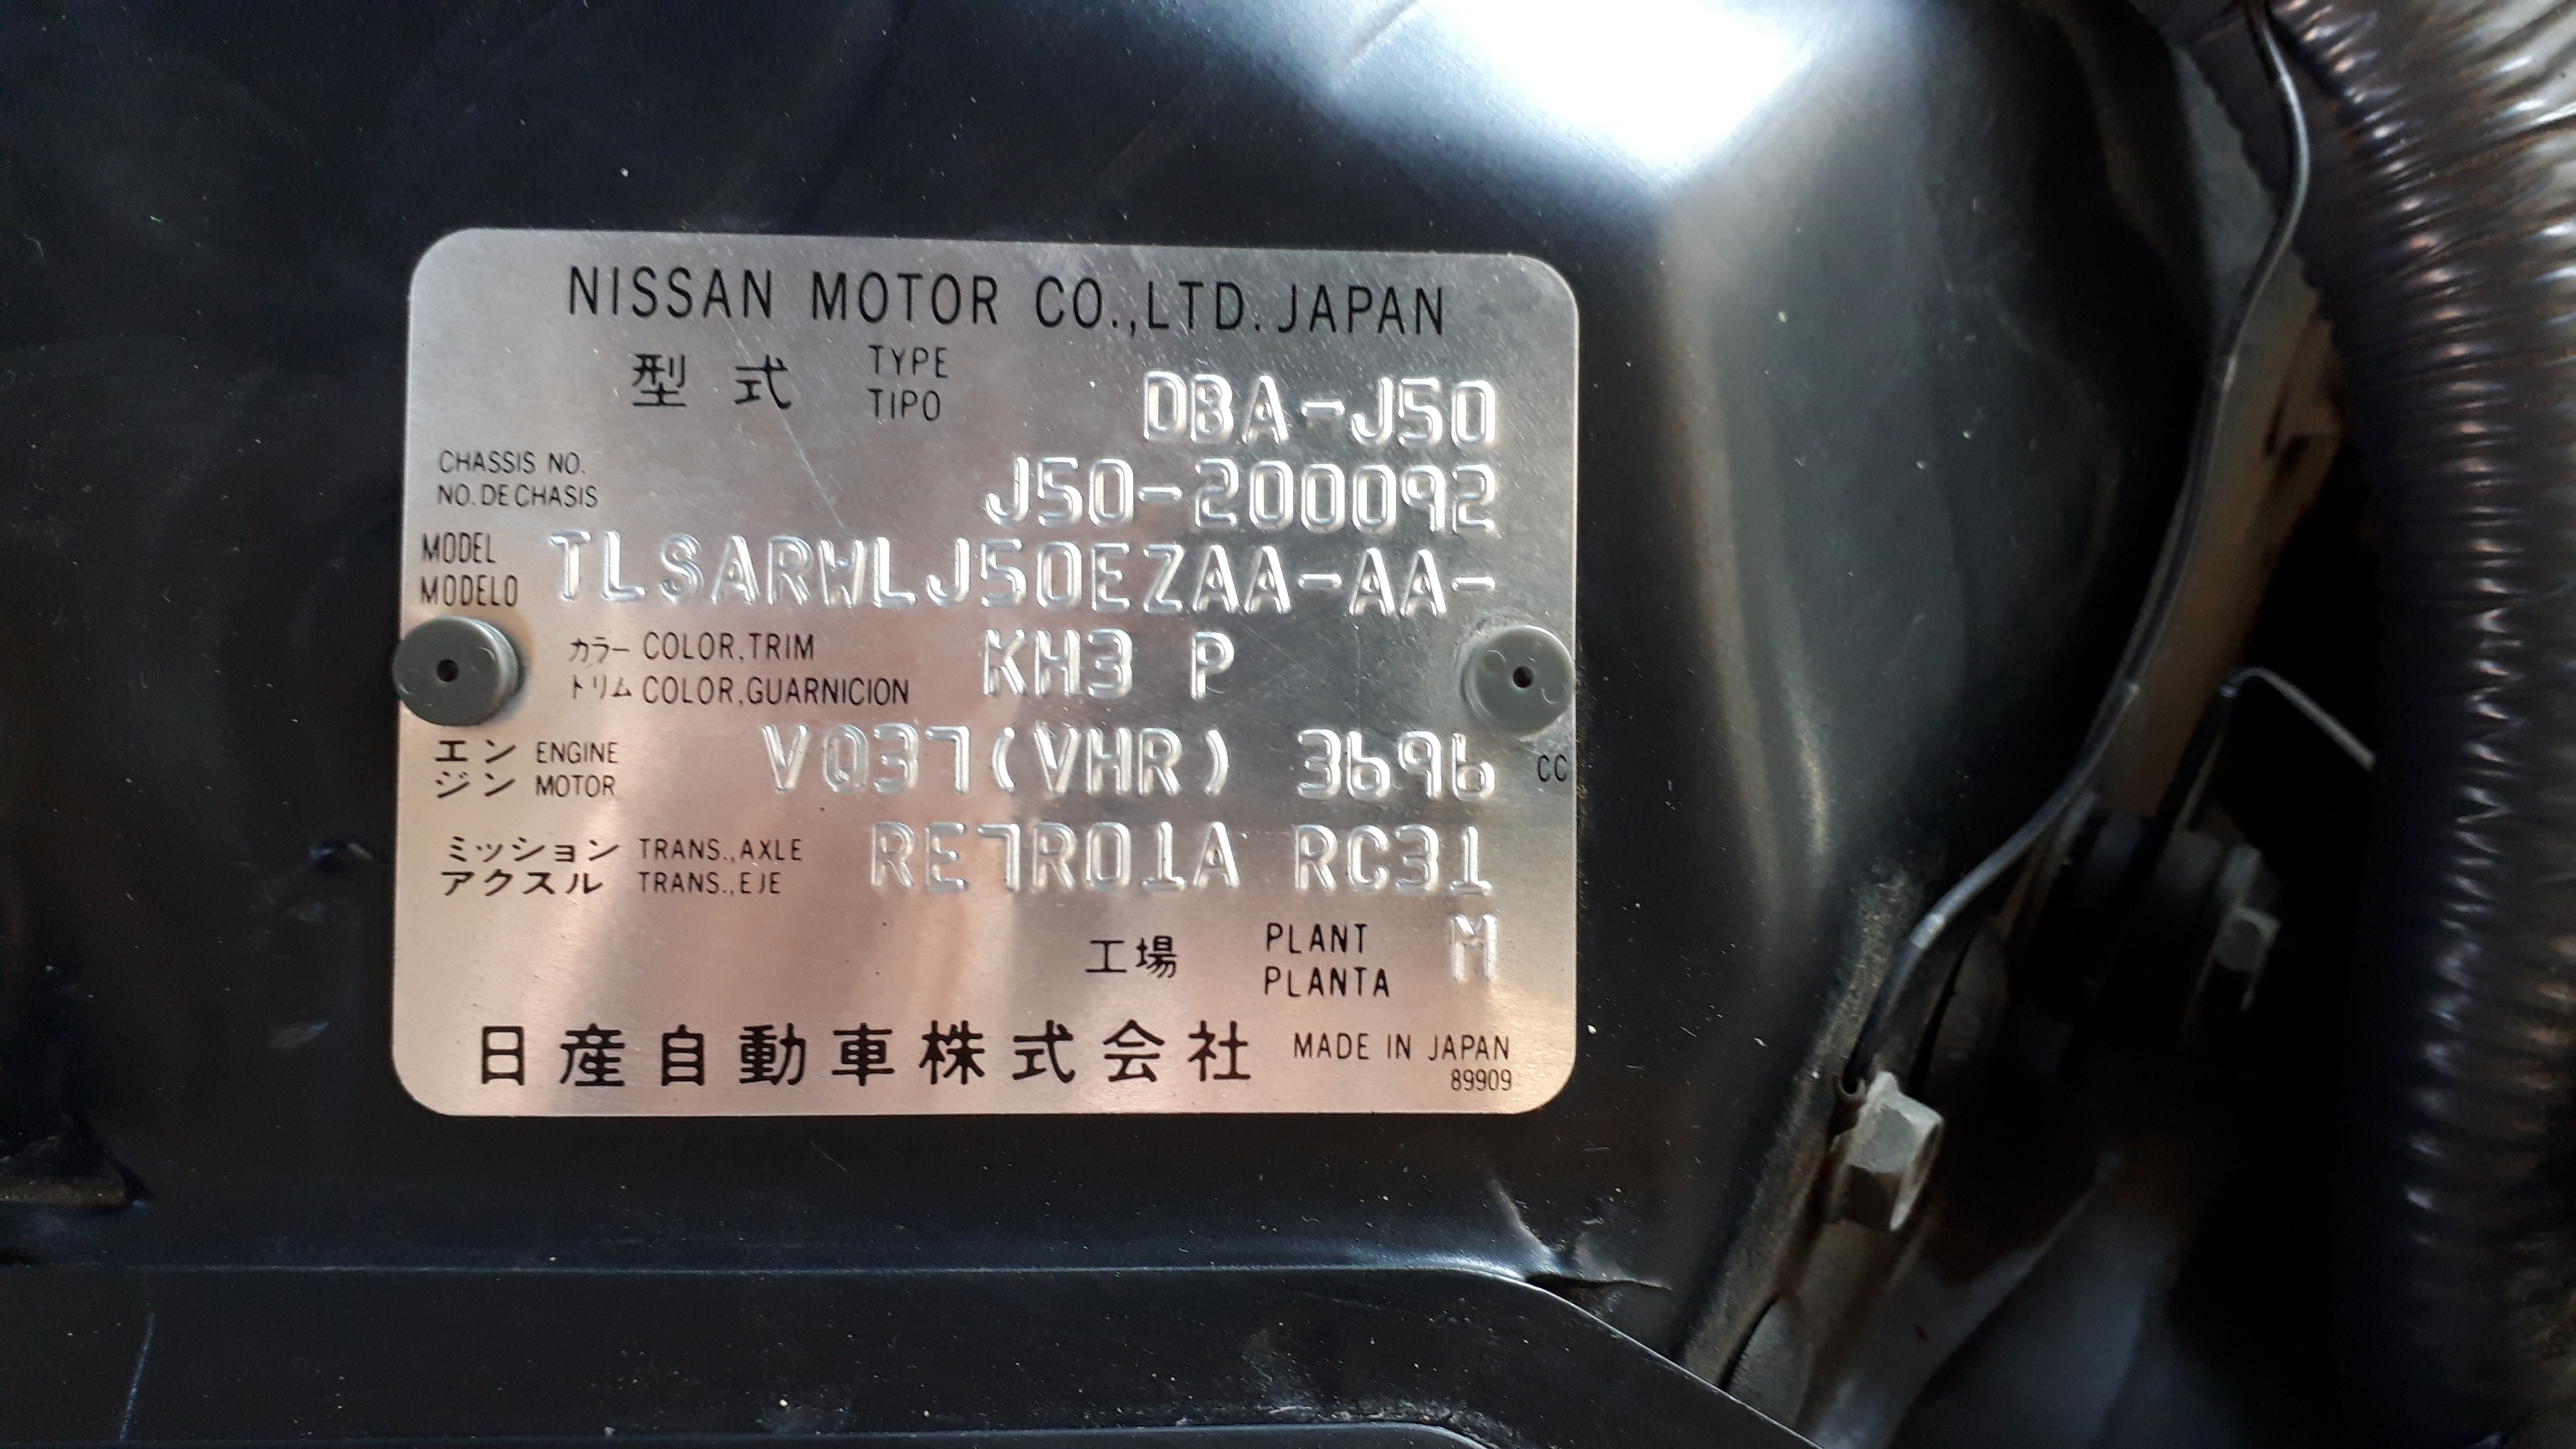 NISSAN MOTOR CO.,LTD. JAPAN
型式 TYPE TIPO DBA-J50
CHASSIS NO. NO. DE CHASIS J50-200092
MODEL MODELO TLSARWLJ50EZAA-AA-
カラー COLOR,TRIM KH3 P
トリム COLOR,GUARNICION
エン ENGINE VQ37(VHR) 3696 CC
ジン MOTOR
ミッション TRANS.,AXLE RE7R01A RC31
アクスル TRANS.,EJE
工場 PLANT PLANTA M
日産自動車株式会社 MADE IN JAPAN
89909